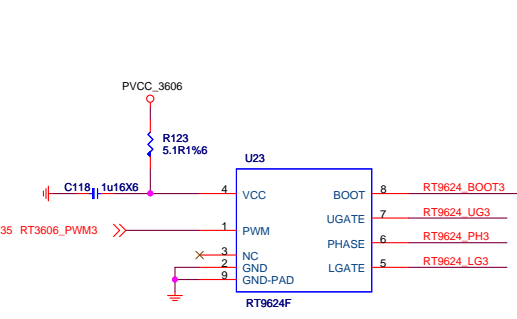 PVCC_3606
R123
5.1R1%6
U23
C118 1u16X6
4 VCC BOOT 8 RT9624_BOOT3
UGATE 7 RT9624_UG3
35 RT3606_PWM3 1 PWM
PHASE 6 RT9624_PH3
3 NC
2 GND LGATE 5 RT9624_LG3
9 GND-PAD
RT9624F